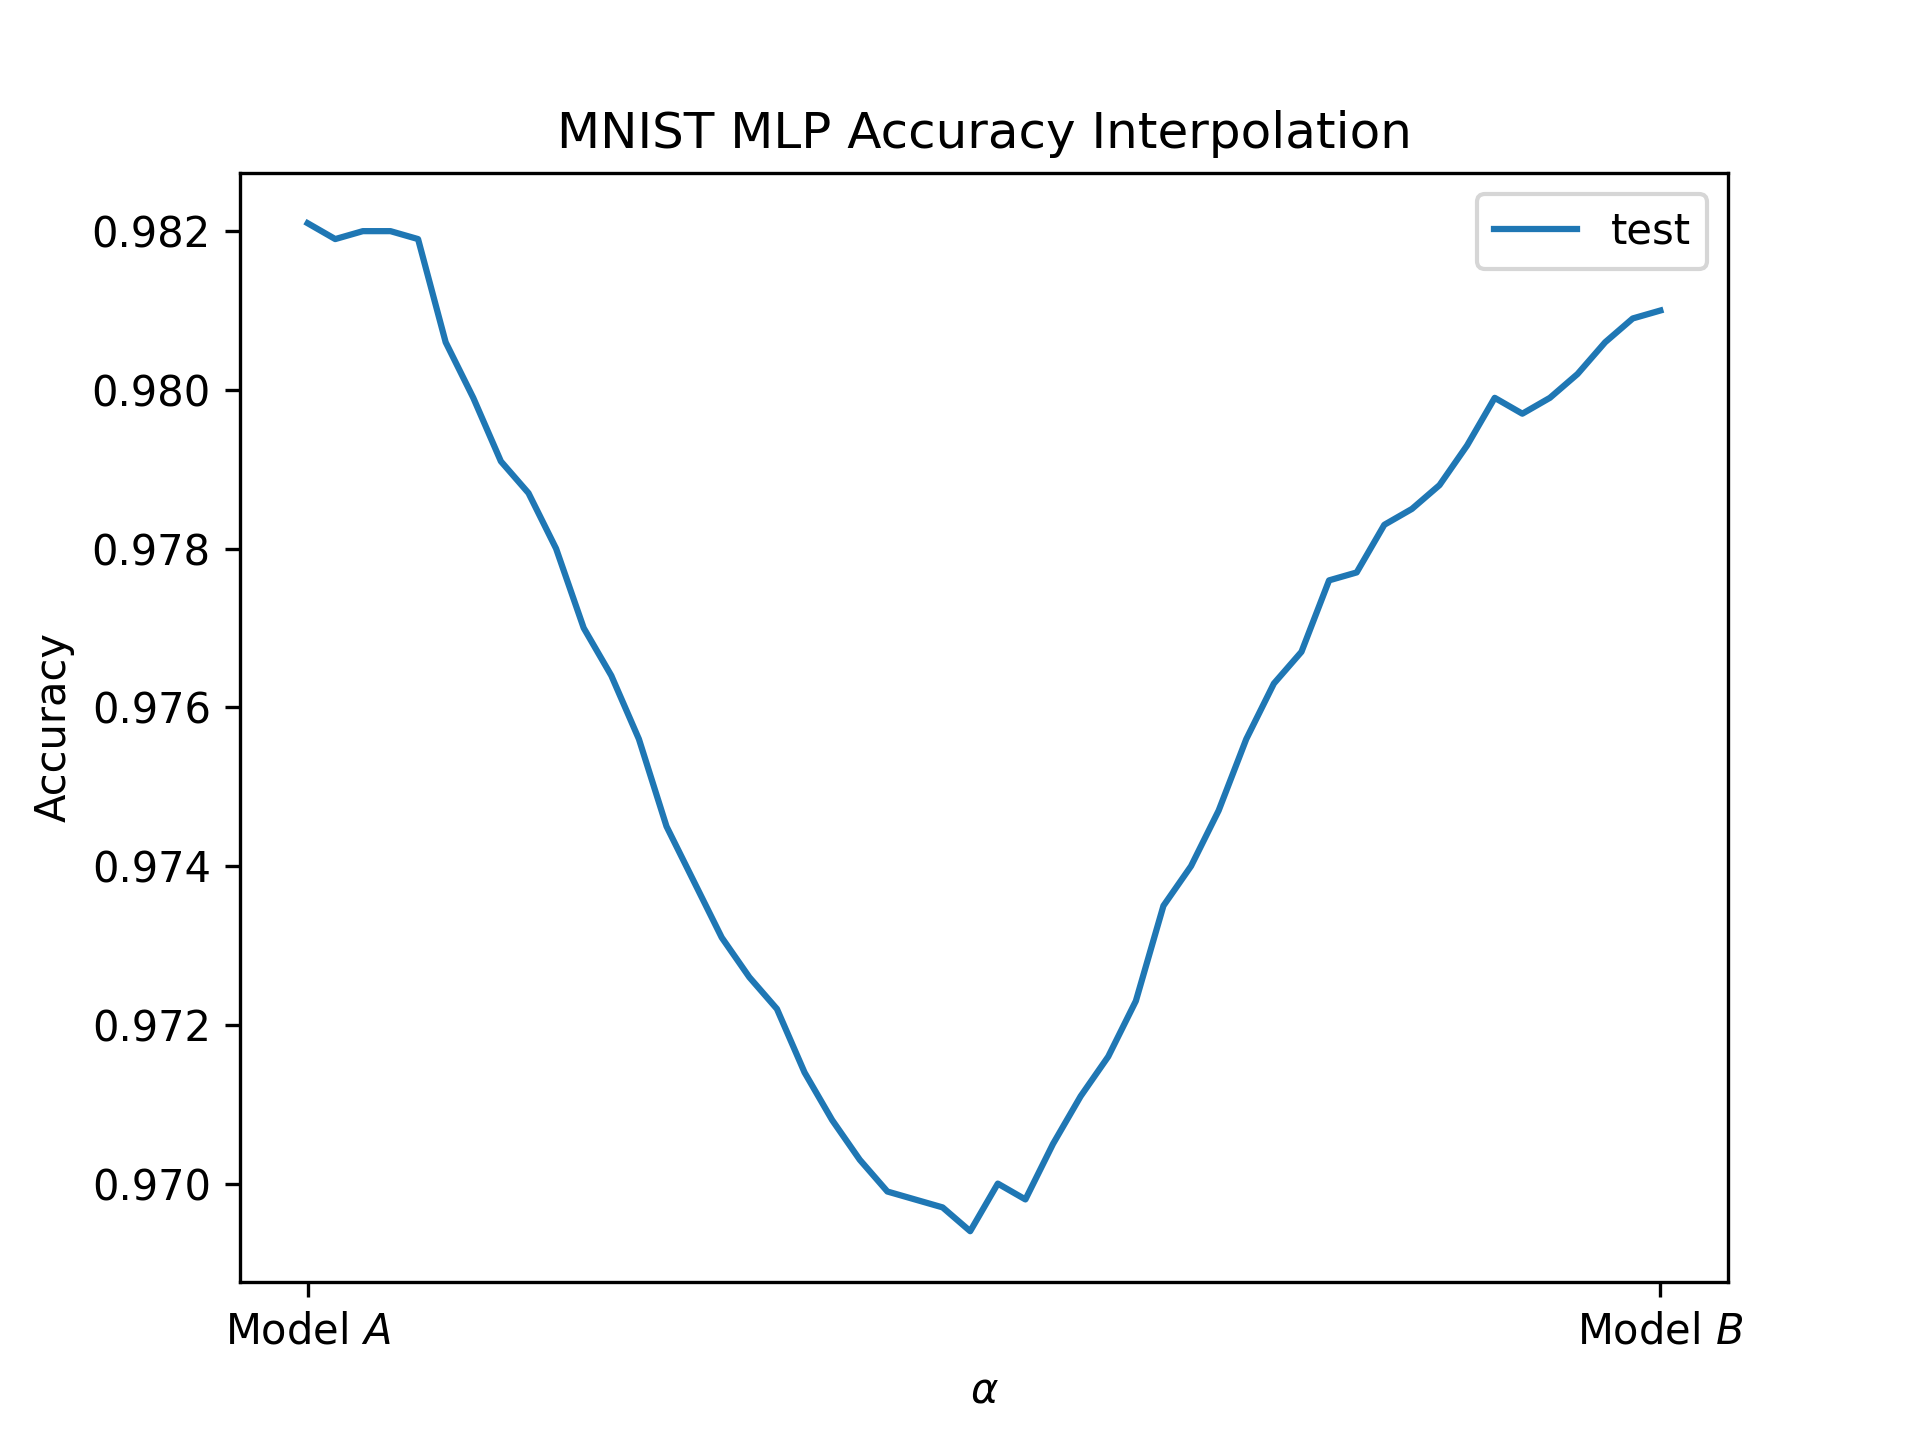 MNIST MLP Accuracy Interpolation
test
Accuracy
0.982
0.980
0.978
0.976
0.974
0.972
0.970
Model A
Model B
α